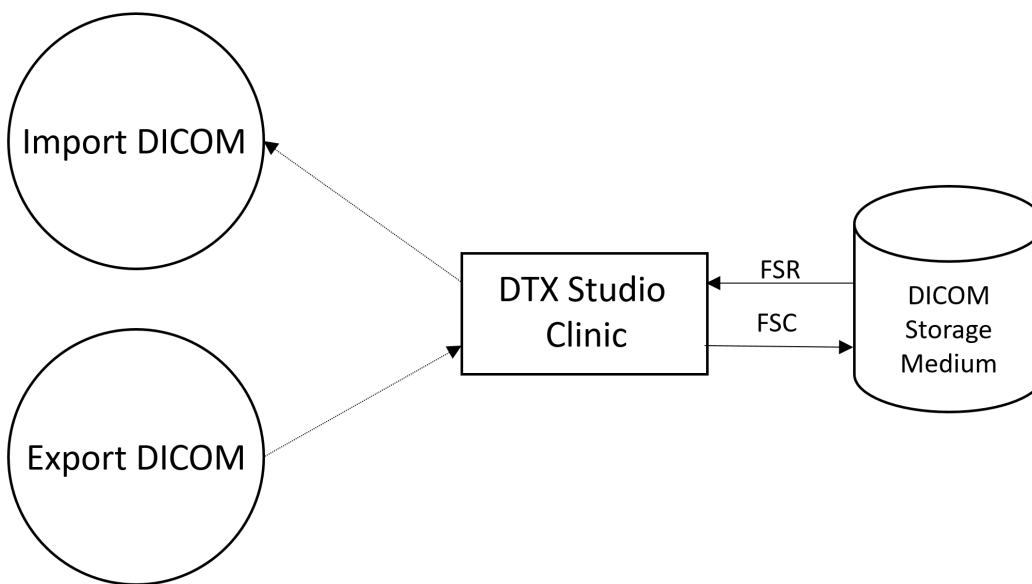 Import DICOM
Export DICOM
DTX Studio
Clinic
FSR
FSC
DICOM
Storage
Medium